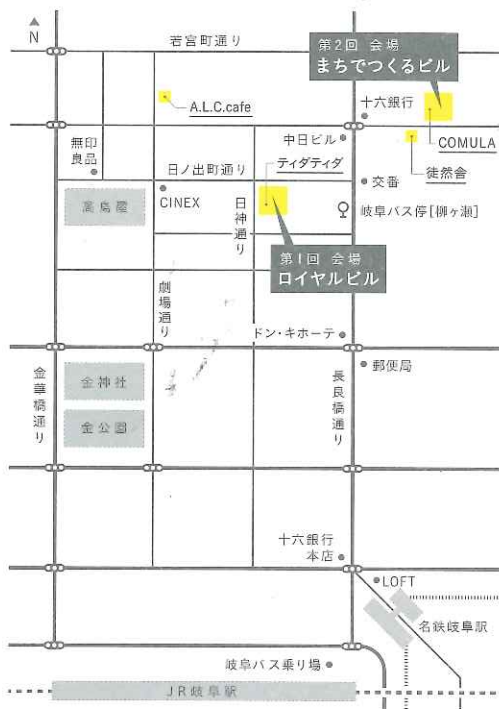 N
若宮町通り
第2回 会場
まちでつくるビル
A.L.C.cafe
十六銀行
COMULA
無印
良品
中日ビル
徒然舎
日ノ出町通り
ティダティダ
交番
高島屋
CINEX
日神通り
岐阜バス停[柳ヶ瀬]
第1回 会場
ロイヤルビル
劇場通り
ドン・キホーテ
金華橋通り
金神社
長良橋通り
郵便局
金公園
十六銀行
本店
LOFT
名鉄岐阜駅
岐阜バス乗り場
JR岐阜駅